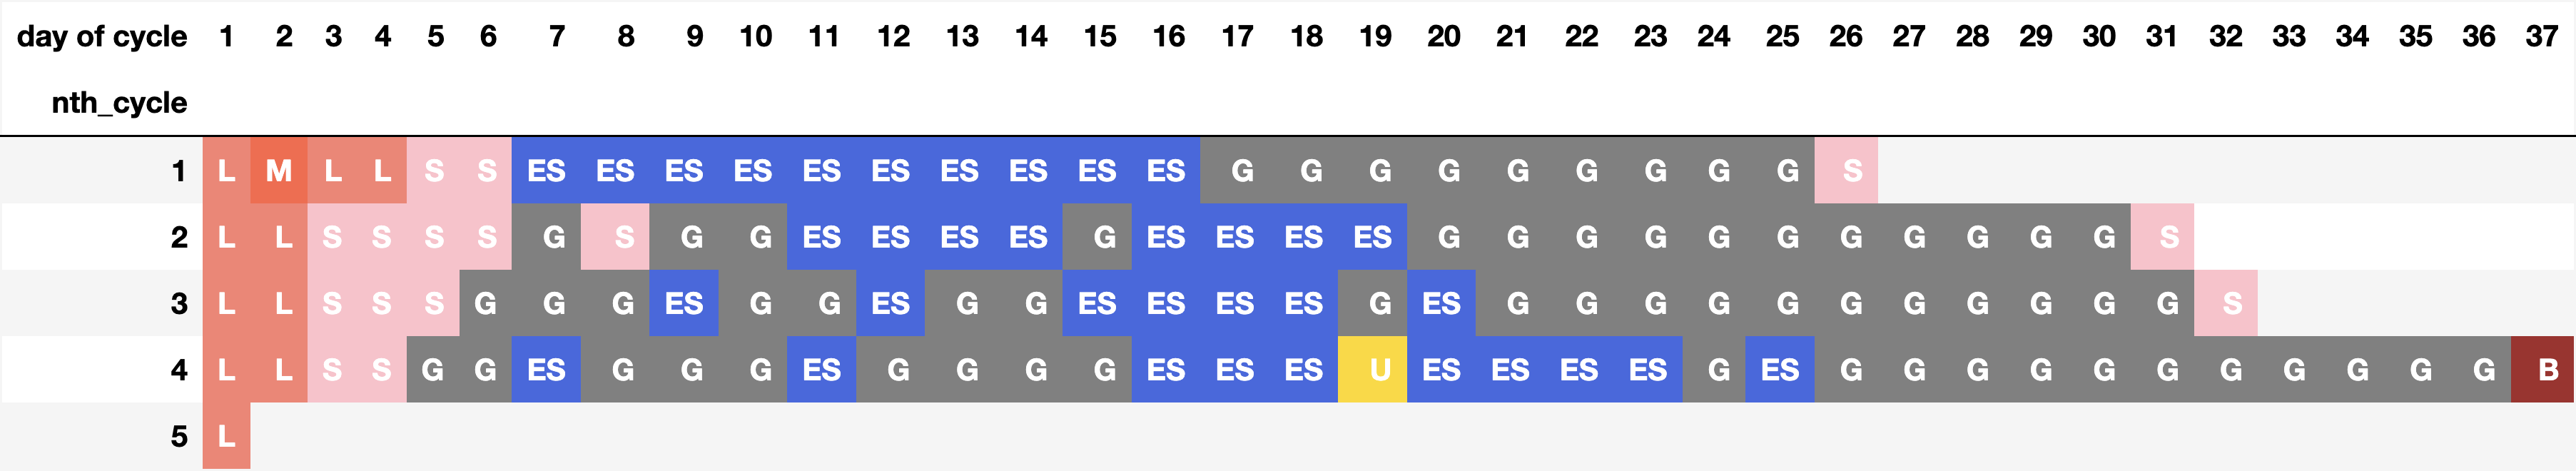 day of cycle 1 2 3 4 5 6 7 8 9 10 11 12 13 14 15 16 17 18 19 20 21 22 23 24 25 26 27 28 29 30 31 32 33 34 35 36 37
nth_cycle
1 L M L L S S ES ES ES ES ES ES ES ES ES ES G G G G G G G G G S
2 L L S S S S G S G G ES ES ES ES G ES ES ES ES G G G G G G G G G G G S
3 L L S S S G G G ES G G ES G G ES ES ES ES G ES G G G G G G G G G G G S
4 L L S S G G ES G G G ES G G G G ES ES ES U ES ES ES ES G ES G G G G G G G G G G G B
5 L